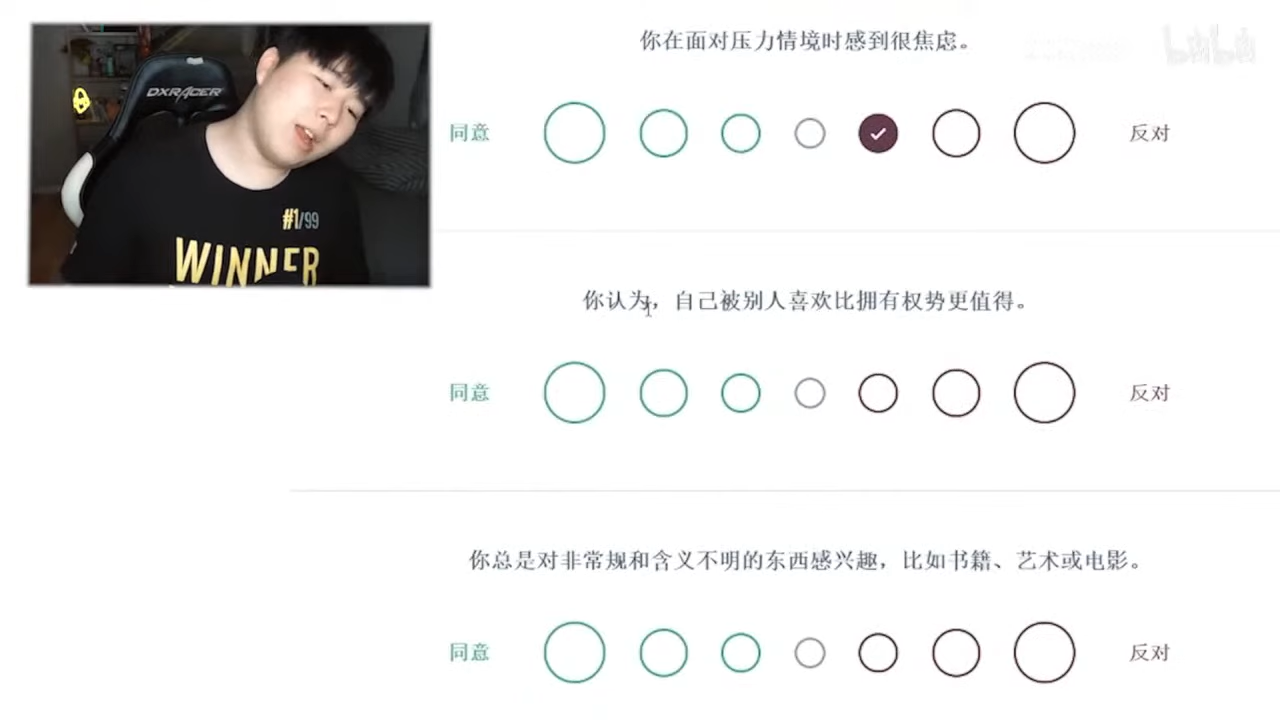 DXRACER
#1/99
WINNER
你在面对压力情境时感到很焦虑。
同意
反对
你认为，自己被别人喜欢比拥有权势更值得。
同意
反对
你总是对非常规和含义不明的东西感兴趣，比如书籍、艺术或电影。
同意
反对